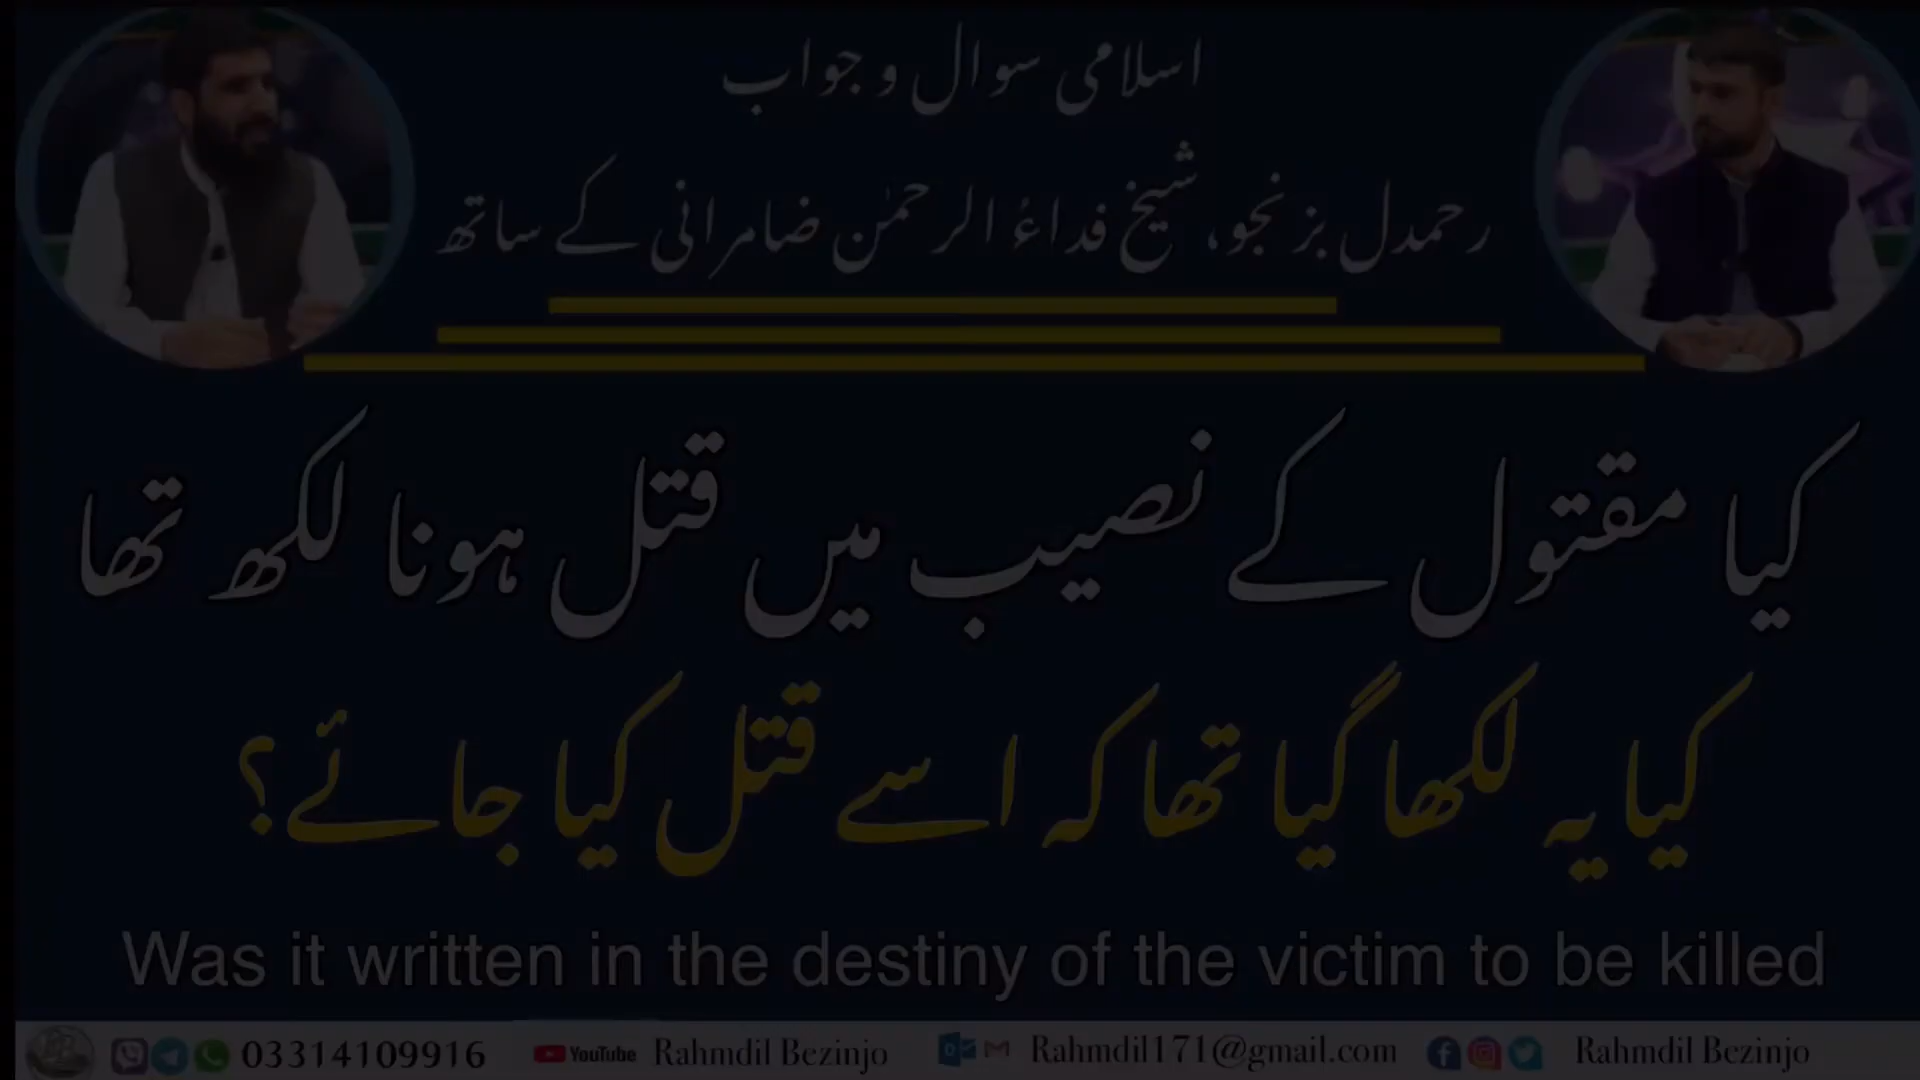 اسلامی سوال و جواب
رحمدل بزنجو، شیخ فداءُ الرحمٰن ضامرانی کے ساتھ
کیا مقتول کے نصیب میں قتل ہونا لکھ تھا
کیا یہ لکھا گیا تھا کہ اسے قتل کیا جائے؟
Was it written in the destiny of the victim to be killed
03314109916 YouTube Rahmdil Bezinjo Rahmdil171@gmail.com Rahmdil Bezinjo